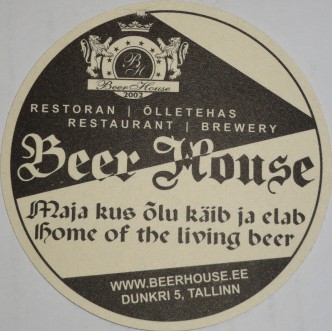 BH
Beer House
2002
RESTORAN | ÕLLETEHAS
RESTAURANT | BREWERY
Beer House
Maja kus õlu käib ja elab
Home of the living beer
WWW.BEERHOUSE.EE
DUNKRI 5, TALLINN